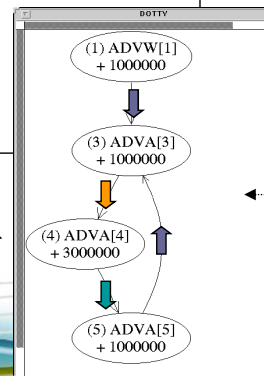 DOTTY
(1) ADVW[1]
+ 1000000
(3) ADVA[3]
+ 1000000
(4) ADVA[4]
+ 3000000
(5) ADVA[5]
+ 1000000